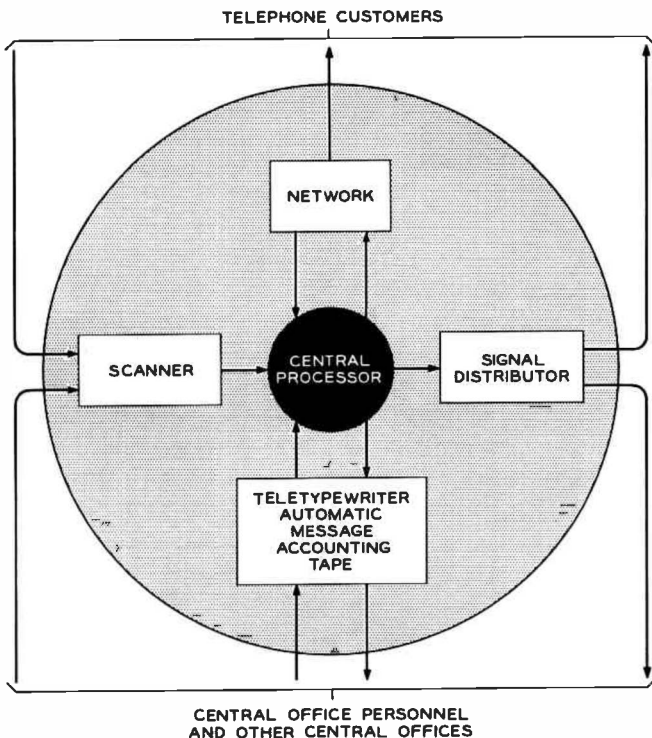 TELEPHONE CUSTOMERS
NETWORK
CENTRAL
PROCESSOR
SCANNER
SIGNAL
DISTRIBUTOR
TELETYPEWRITER
AUTOMATIC
MESSAGE
ACCOUNTING
TAPE
CENTRAL OFFICE PERSONNEL
AND OTHER CENTRAL OFFICES